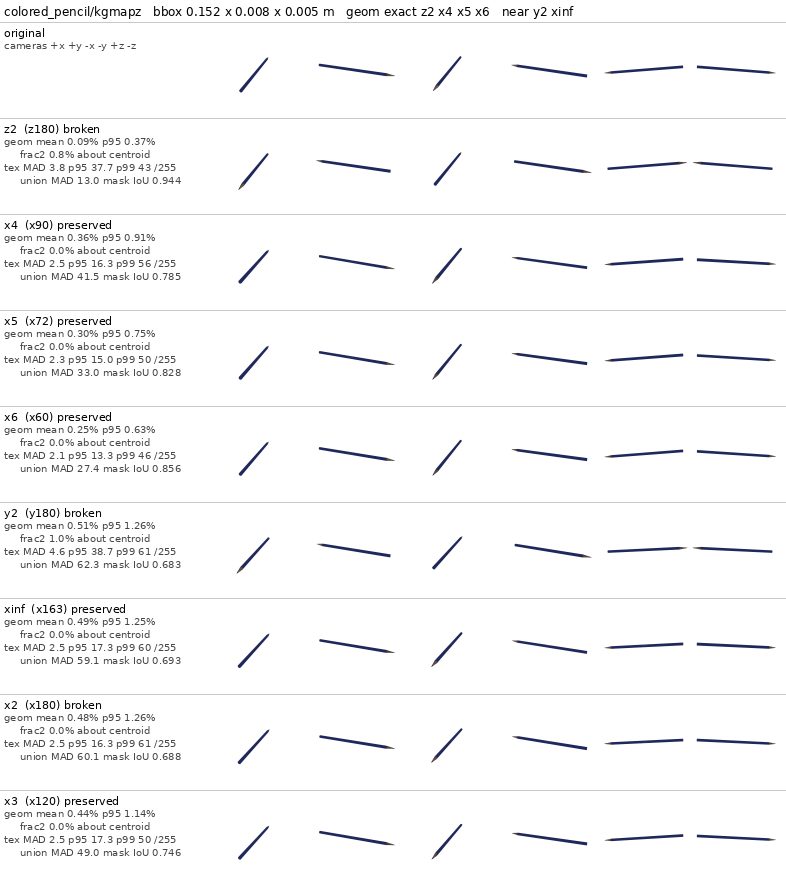 colored_pencil/kgmapz bbox 0.152 x 0.008 x 0.005 m geom exact z2 x4 x5 x6 near y2 xinf
original
cameras +x +y -x -y +z -z
z2 (z180) broken
geom mean 0.09% p95 0.37%
frac2 0.8% about centroid
tex MAD 3.8 p95 37.7 p99 43 /255
union MAD 13.0 mask IoU 0.944
x4 (x90) preserved
geom mean 0.36% p95 0.91%
frac2 0.0% about centroid
tex MAD 2.5 p95 16.3 p99 56 /255
union MAD 41.5 mask IoU 0.785
x5 (x72) preserved
geom mean 0.30% p95 0.75%
frac2 0.0% about centroid
tex MAD 2.3 p95 15.0 p99 50 /255
union MAD 33.0 mask IoU 0.828
x6 (x60) preserved
geom mean 0.25% p95 0.63%
frac2 0.0% about centroid
tex MAD 2.1 p95 13.3 p99 46 /255
union MAD 27.4 mask IoU 0.856
y2 (y180) broken
geom mean 0.51% p95 1.26%
frac2 1.0% about centroid
tex MAD 4.6 p95 38.7 p99 61 /255
union MAD 62.3 mask IoU 0.683
xinf (x163) preserved
geom mean 0.49% p95 1.25%
frac2 0.0% about centroid
tex MAD 2.5 p95 17.3 p99 60 /255
union MAD 59.1 mask IoU 0.693
x2 (x180) broken
geom mean 0.48% p95 1.26%
frac2 0.0% about centroid
tex MAD 2.5 p95 16.3 p99 61 /255
union MAD 60.1 mask IoU 0.688
x3 (x120) preserved
geom mean 0.44% p95 1.14%
frac2 0.0% about centroid
tex MAD 2.5 p95 17.3 p99 50 /255
union MAD 49.0 mask IoU 0.746